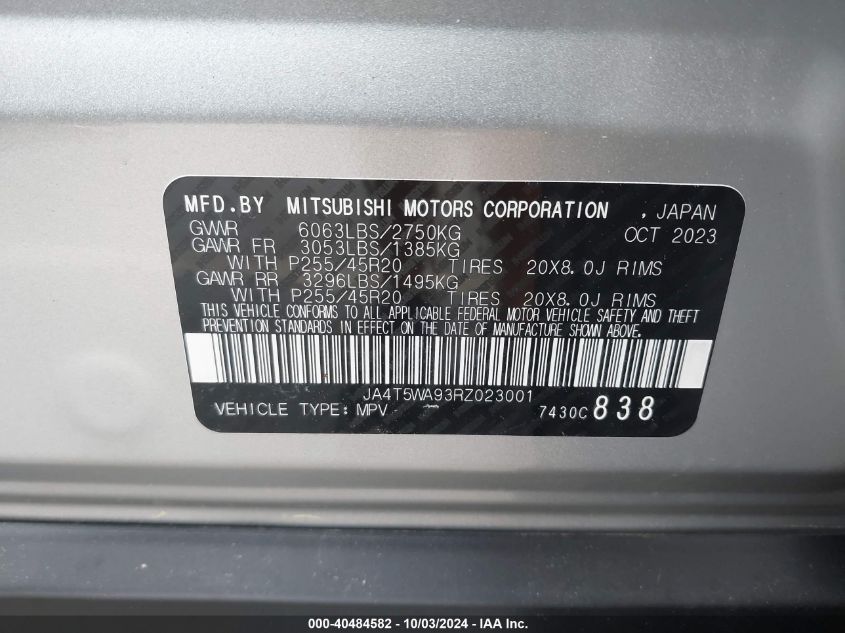 MFD.BY MITSUBISHI MOTORS CORPORATION , JAPAN
GVWR 6063LBS/2750KG OCT 2023
GAWR FR 3053LBS/1385KG
WITH P255/45R20 TIRES 20X8.0J RIMS
GAWR RR 3296LBS/1495KG
WITH P255/45R20 TIRES 20X8.0J RIMS
THIS VEHICLE CONFORMS TO ALL APPLICABLE FEDERAL MOTOR VEHICLE SAFETY AND THEFT
PREVENTION STANDARDS IN EFFECT ON THE DATE OF MANUFACTURE SHOWN ABOVE.
JA4T5WA93RZ023001
VEHICLE TYPE: MPV 7430C 838
000-40484582 - 10/03/2024 - IAA Inc.